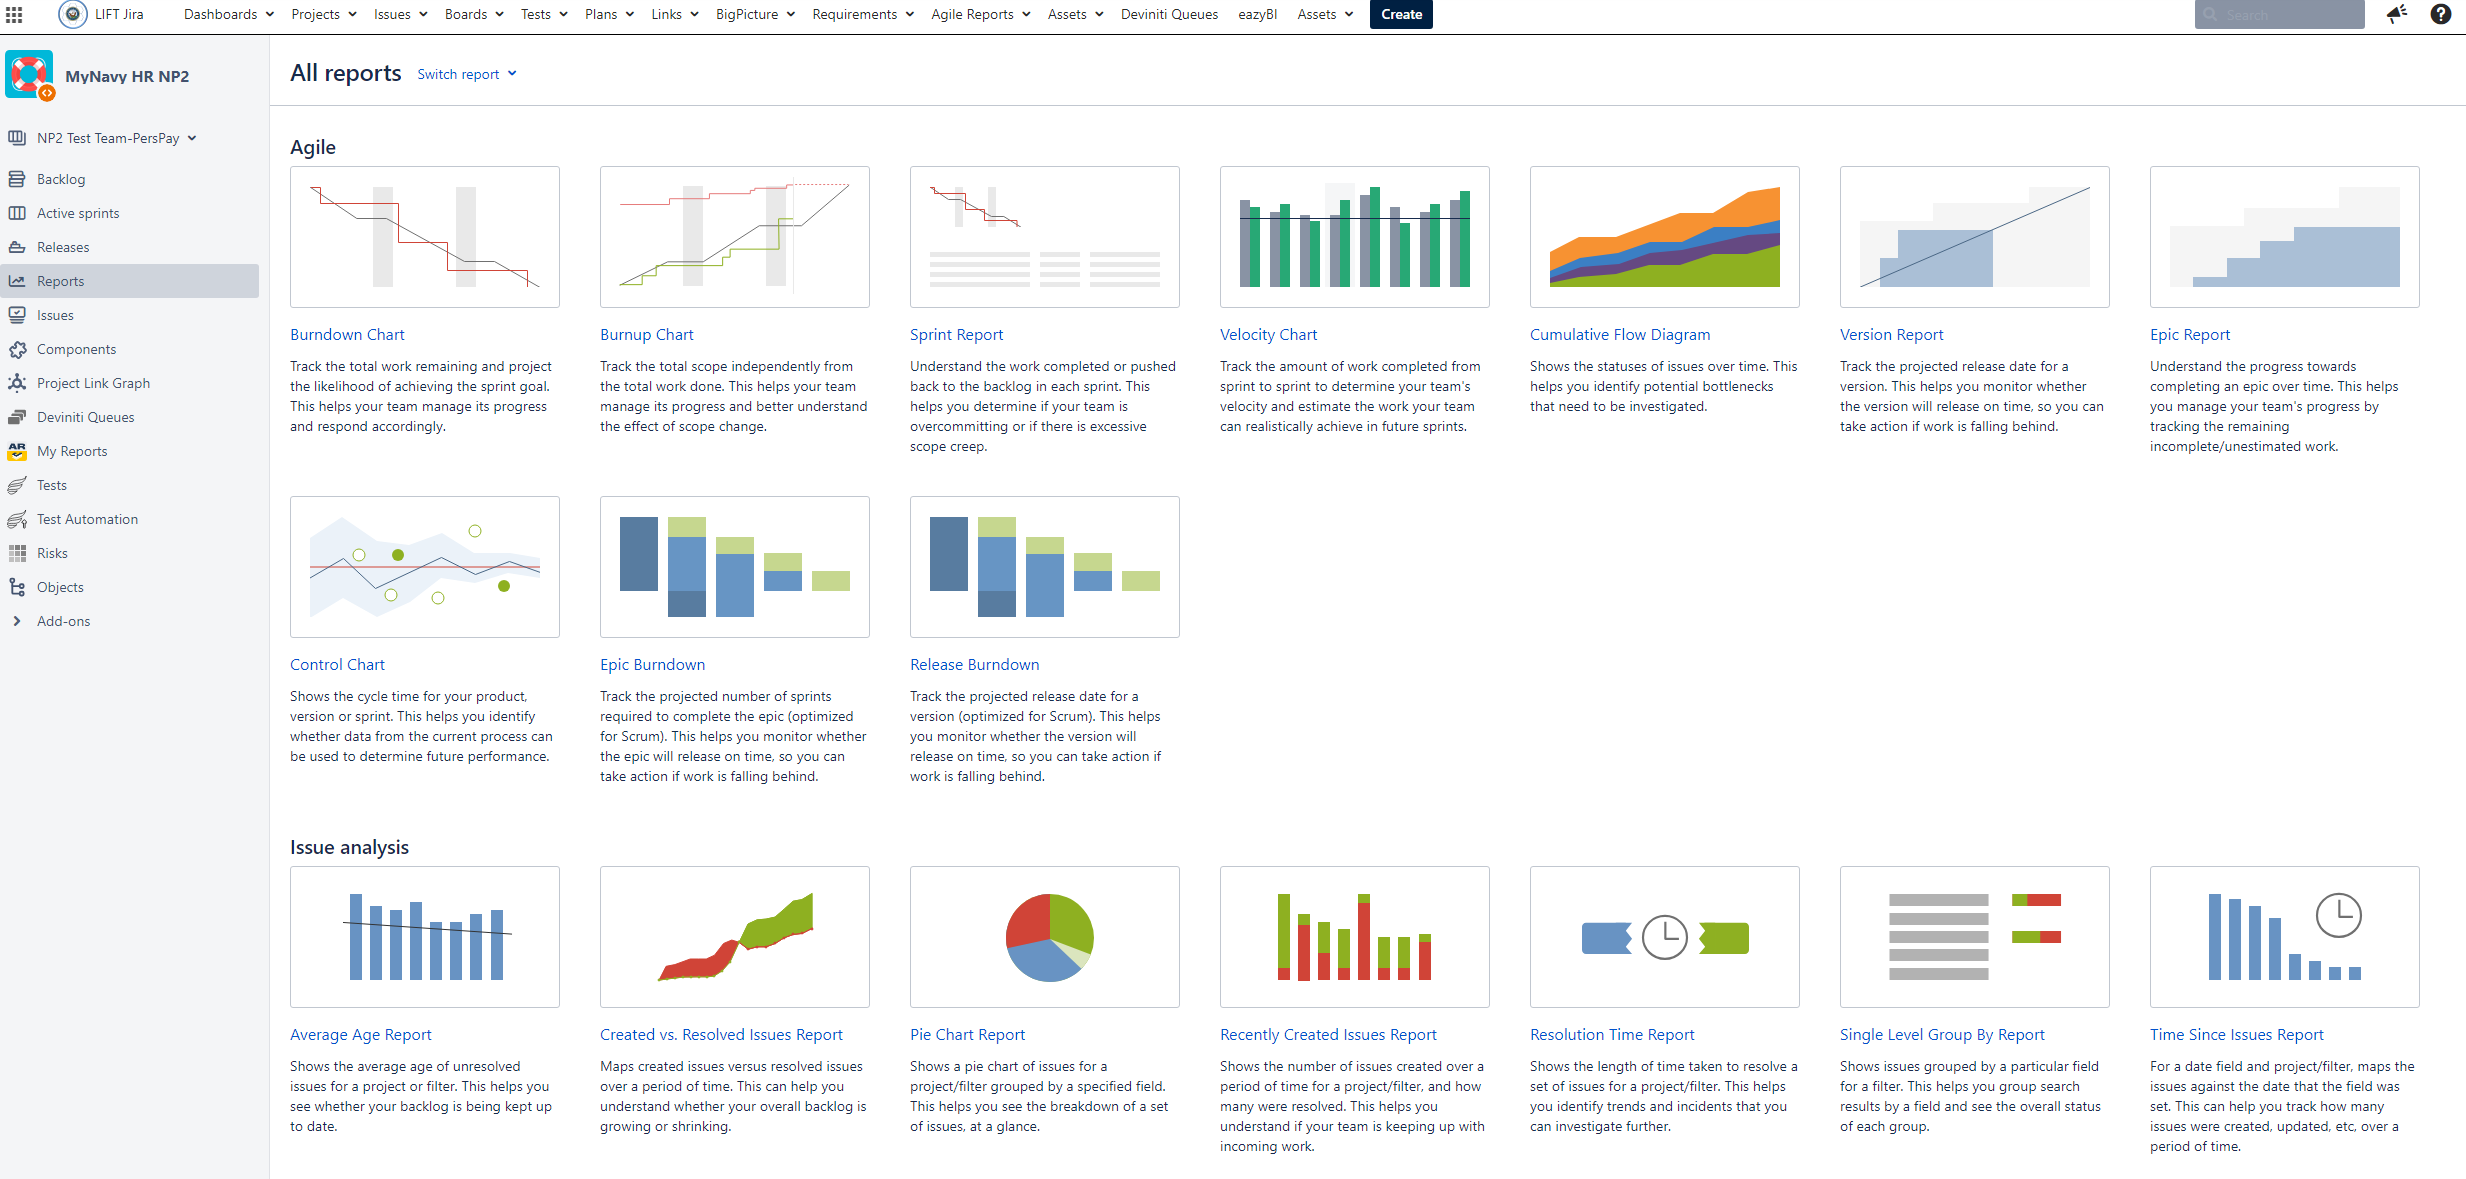 LIFT Jira Dashboards Projects Issues Boards Tests Plans Links BigPicture Requirements Agile Reports Assets Deviniti Queues eazyBI Assets Create Search
MyNavy HR NP2
NP2 Test Team-PersPay
Backlog
Active sprints
Releases
Reports
Issues
Components
Project Link Graph
Deviniti Queues
AR
My Reports
Tests
Test Automation
Risks
Objects
Add-ons
All reports Switch report
Agile
Burndown Chart
Track the total work remaining and project
the likelihood of achieving the sprint goal.
This helps your team manage its progress
and respond accordingly.
Burnup Chart
Track the total scope independently from
the total work done. This helps your team
manage its progress and better understand
the effect of scope change.
Sprint Report
Understand the work completed or pushed
back to the backlog in each sprint. This
helps you determine if your team is
overcommitting or if there is excessive
scope creep.
Velocity Chart
Track the amount of work completed from
sprint to sprint to determine your team's
velocity and estimate the work your team
can realistically achieve in future sprints.
Cumulative Flow Diagram
Shows the statuses of issues over time. This
helps you identify potential bottlenecks
that need to be investigated.
Version Report
Track the projected release date for a
version. This helps you monitor whether
the version will release on time, so you can
take action if work is falling behind.
Epic Report
Understand the progress towards
completing an epic over time. This helps
you manage your team's progress by
tracking the remaining
incomplete/unestimated work.
Control Chart
Shows the cycle time for your product,
version or sprint. This helps you identify
whether data from the current process can
be used to determine future performance.
Epic Burndown
Track the projected number of sprints
required to complete the epic (optimized
for Scrum). This helps you monitor whether
the epic will release on time, so you can
take action if work is falling behind.
Release Burndown
Track the projected release date for a
version (optimized for Scrum). This helps
you monitor whether the version will
release on time, so you can take action if
work is falling behind.
Issue analysis
Average Age Report
Shows the average age of unresolved
issues for a project or filter. This helps you
see whether your backlog is being kept up
to date.
Created vs. Resolved Issues Report
Maps created issues versus resolved issues
over a period of time. This can help you
understand whether your overall backlog is
growing or shrinking.
Pie Chart Report
Shows a pie chart of issues for a
project/filter grouped by a specified field.
This helps you see the breakdown of a set
of issues, at a glance.
Recently Created Issues Report
Shows the number of issues created over a
period of time for a project/filter, and how
many were resolved. This helps you
understand if your team is keeping up with
incoming work.
Resolution Time Report
Shows the length of time taken to resolve a
set of issues for a project/filter. This helps
you identify trends and incidents that you
can investigate further.
Single Level Group By Report
Shows issues grouped by a particular field
for a filter. This helps you group search
results by a field and see the overall status
of each group.
Time Since Issues Report
For a date field and project/filter, maps the
issues against the date that the field was
set. This can help you track how many
issues were created, updated, etc, over a
period of time.